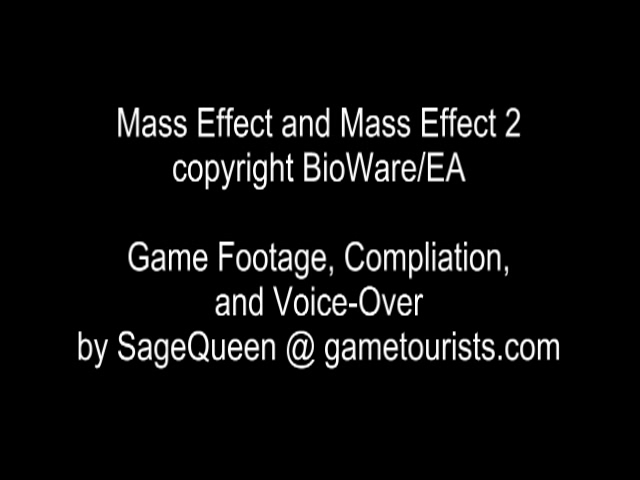 Mass Effect and Mass Effect 2
copyright BioWare/EA
Game Footage, Compliation,
and Voice-Over
by SageQueen @ gametourists.com